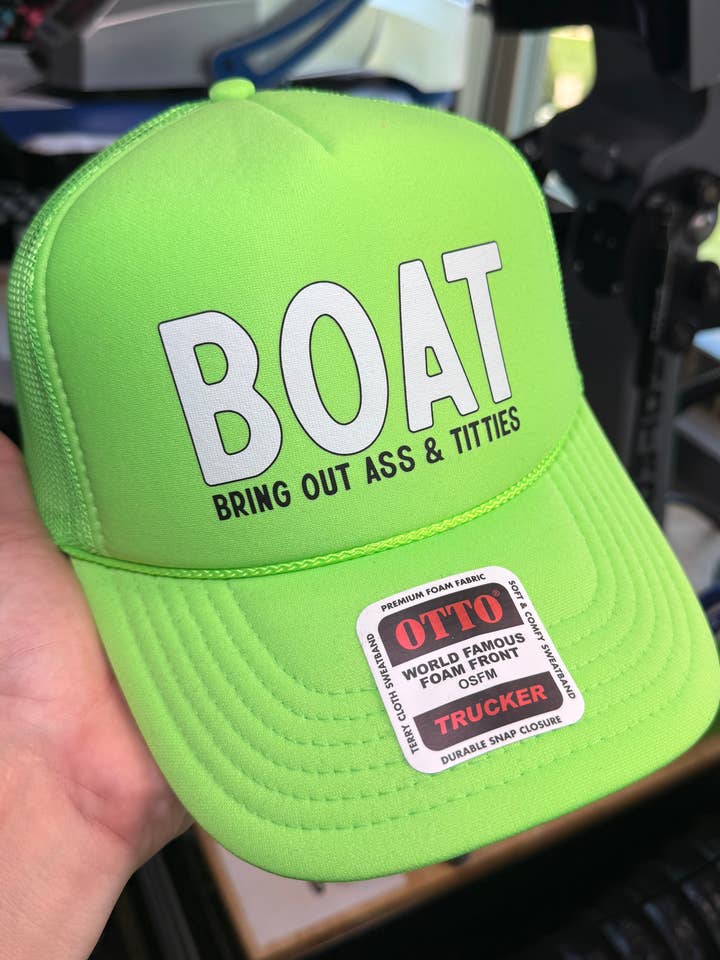 BOAT
BRING OUT ASS & TITTIES
PREMIUM FOAM FABRIC
SOFT & COMFY SWEATBAND
TERRY CLOTH SWEATBAND
OTTO®
WORLD FAMOUS
FOAM FRONT
OSFM
TRUCKER
DURABLE SNAP CLOSURE